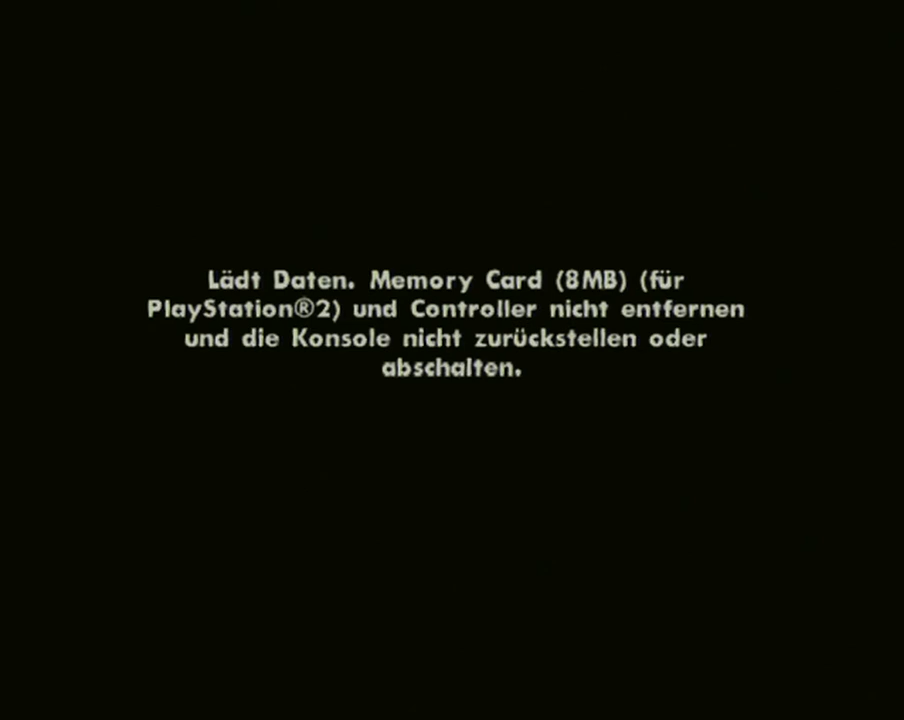 Lädt Daten. Memory Card (8MB) (für
PlayStation®2) und Controller nicht entfernen
und die Konsole nicht zurückstellen oder
abschalten.